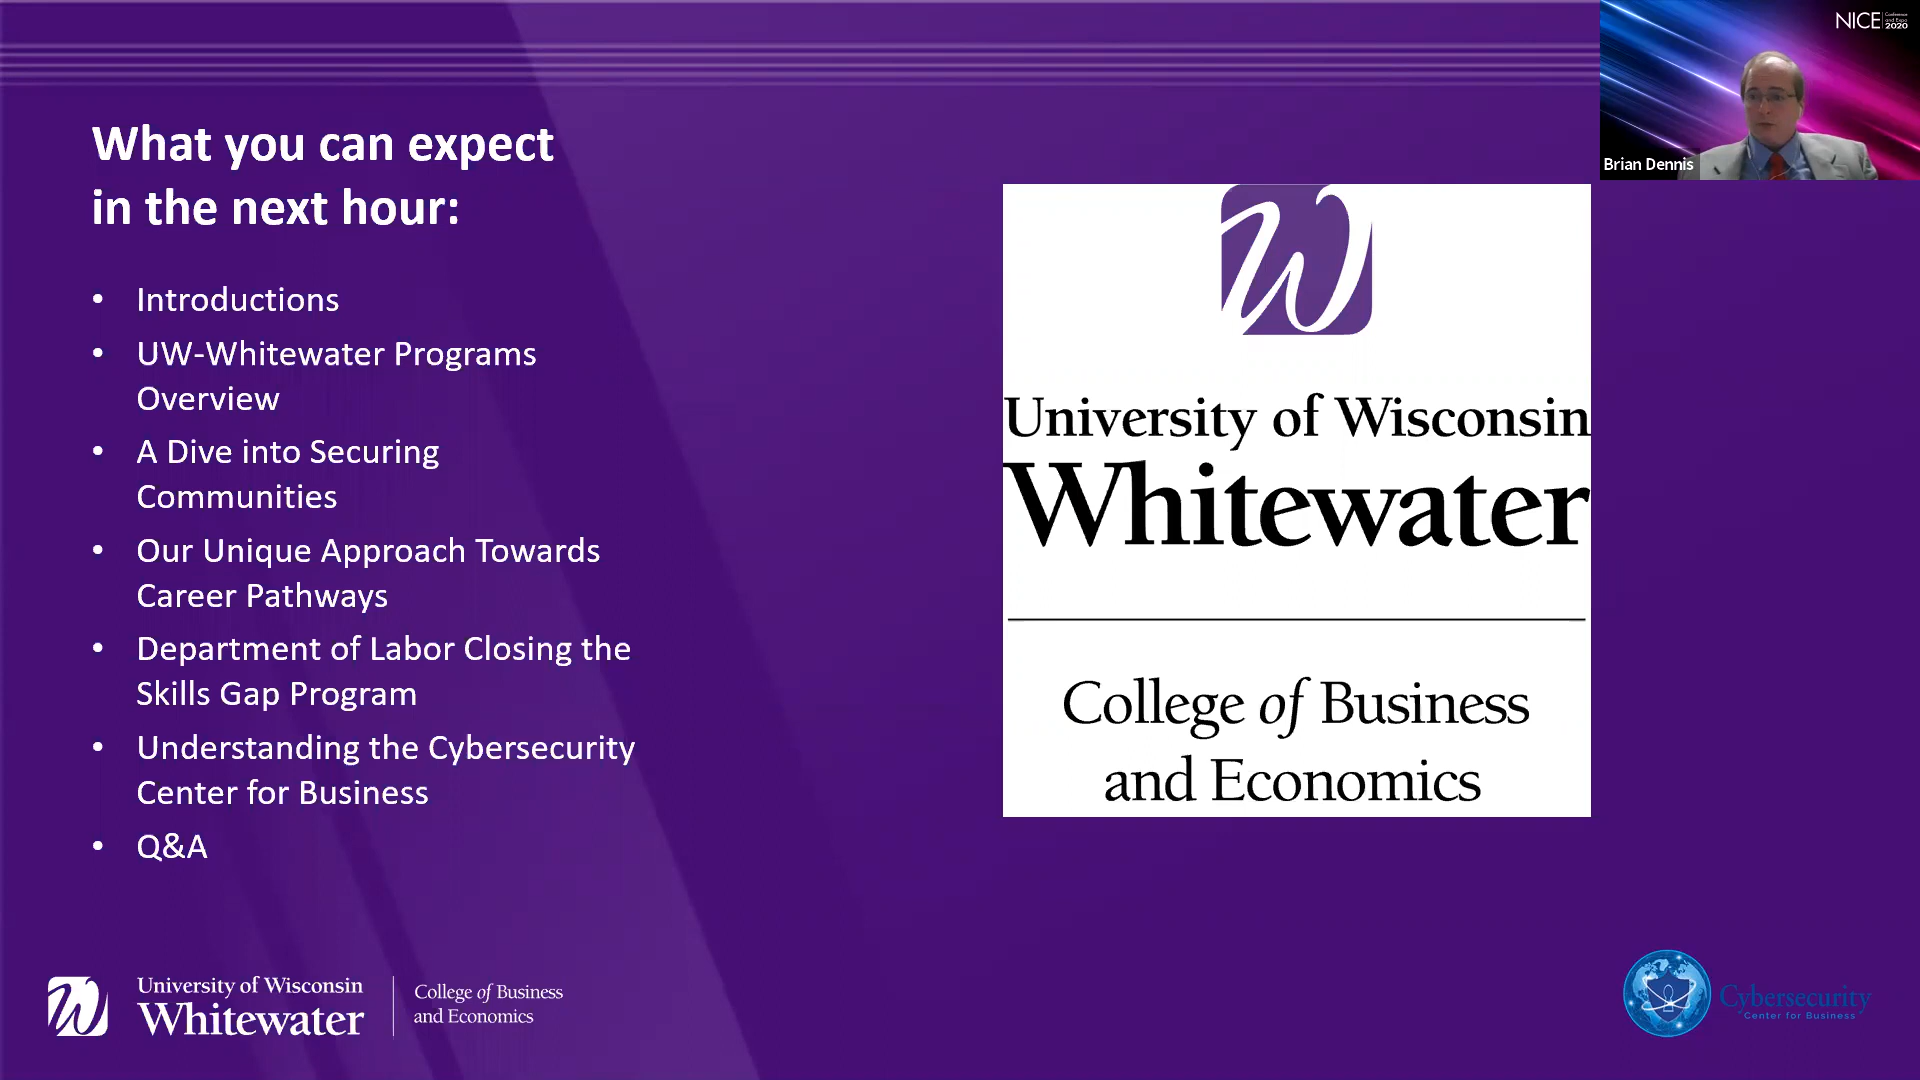 NICE Conference and Expo 2020
Brian Dennis
What you can expect
in the next hour:
• Introductions
• UW-Whitewater Programs
Overview
• A Dive into Securing
Communities
• Our Unique Approach Towards
Career Pathways
• Department of Labor Closing the
Skills Gap Program
• Understanding the Cybersecurity
Center for Business
• Q&A
W
University of Wisconsin
Whitewater
College of Business
and Economics
W
University of Wisconsin
Whitewater
College of Business
and Economics
Cybersecurity
Center for Business